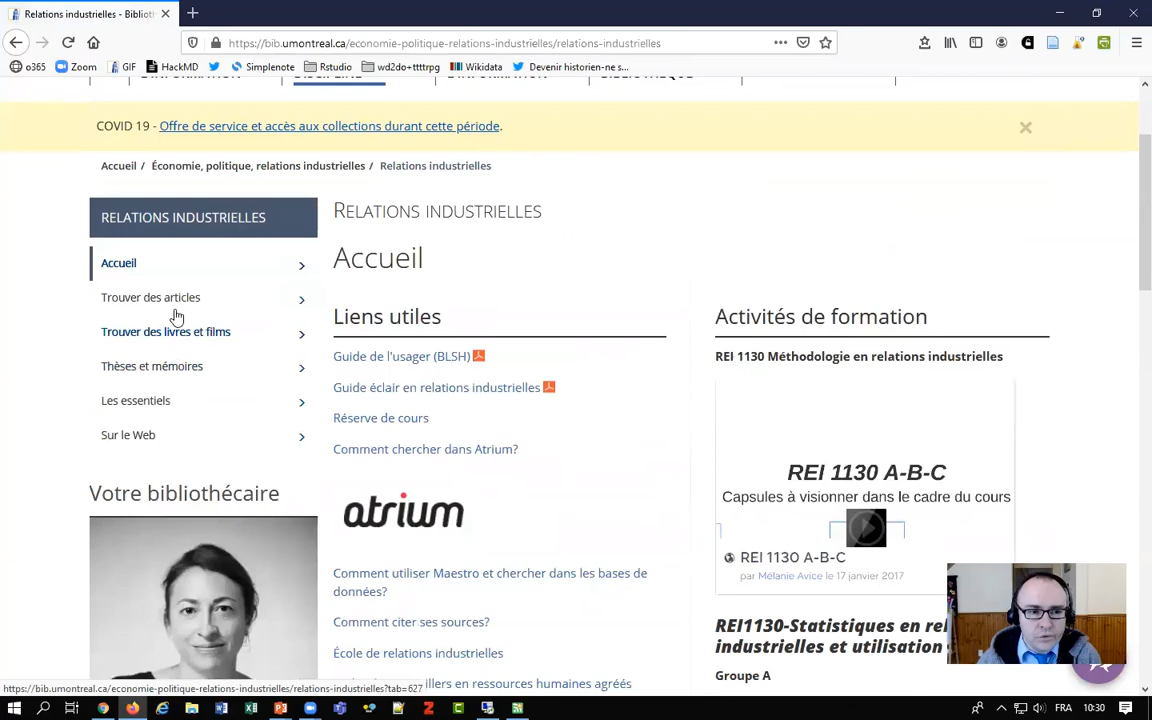 Relations industrielles - Bibliot
https://bib.umontreal.ca/economie-politique-relations-industrielles/relations-industrielles
o365
Zoom
GIF
HackMD
Simplenote
Rstudio
wd2do+ttttrpg
Wikidata
Devenir historien-ne s...
COVID 19 - Offre de service et accès aux collections durant cette période.
Accueil / Économie, politique, relations industrielles / Relations industrielles
RELATIONS INDUSTRIELLES
Accueil
Trouver des articles
Trouver des livres et films
Thèses et mémoires
Les essentiels
Sur le Web
Votre bibliothécaire
RELATIONS INDUSTRIELLES
Accueil
Liens utiles
Guide de l'usager (BLSH)
Guide éclair en relations industrielles
Réserve de cours
Comment chercher dans Atrium?
atrium
Comment utiliser Maestro et chercher dans les bases de
données?
Comment citer ses sources?
École de relations industrielles
illers en ressources humaines agréés
Activités de formation
REI 1130 Méthodologie en relations industrielles
REI 1130 A-B-C
Capsules à visionner dans le cadre du cours
REI 1130 A-B-C
par Mélanie Avice le 17 janvier 2017
REI1130-Statistiques en rel
industrielles et utilisation
Groupe A
https://bib.umontreal.ca/economie-politique-relations-industrielles/relations-industrielles?tab=627
FRA
10:30